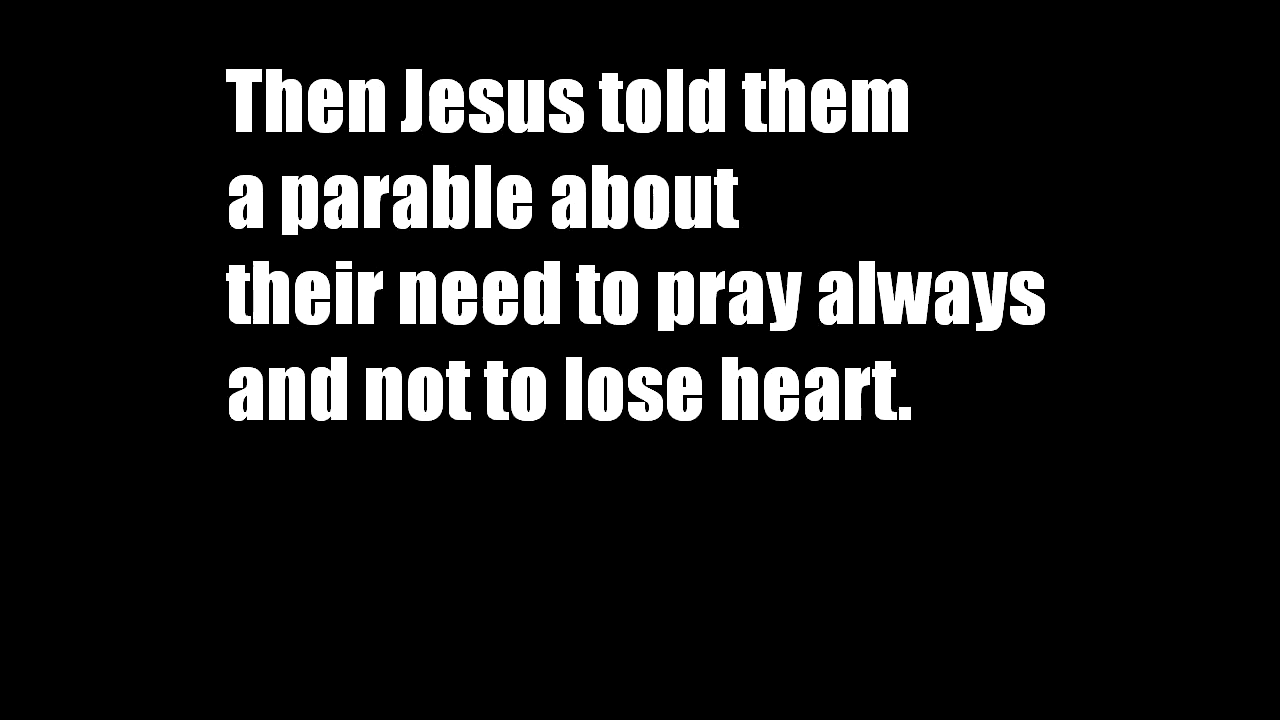 Then Jesus told them
a parable about
their need to pray always
and not to lose heart.